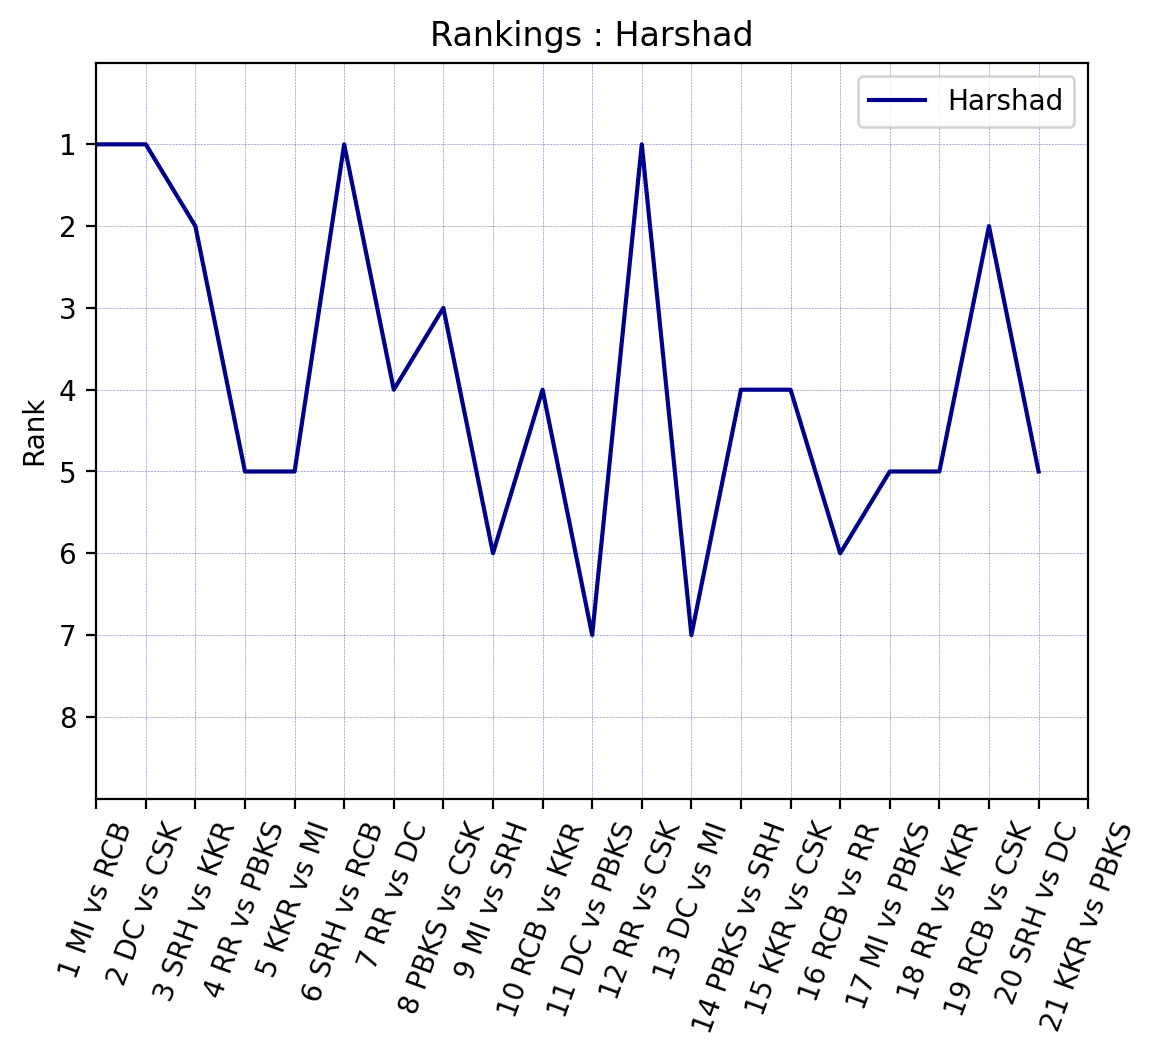 Rankings : Harshad
Harshad
Rank
1
2
3
4
5
6
7
8
1 MI vs RCB
2 DC vs CSK
3 SRH vs KKR
4 RR vs PBKS
5 KKR vs MI
6 SRH vs RCB
7 RR vs DC
8 PBKS vs CSK
9 MI vs SRH
10 RCB vs KKR
11 DC vs PBKS
12 RR vs CSK
13 DC vs MI
14 PBKS vs SRH
15 KKR vs CSK
16 RCB vs RR
17 MI vs PBKS
18 RR vs KKR
19 RCB vs CSK
20 SRH vs DC
21 KKR vs PBKS